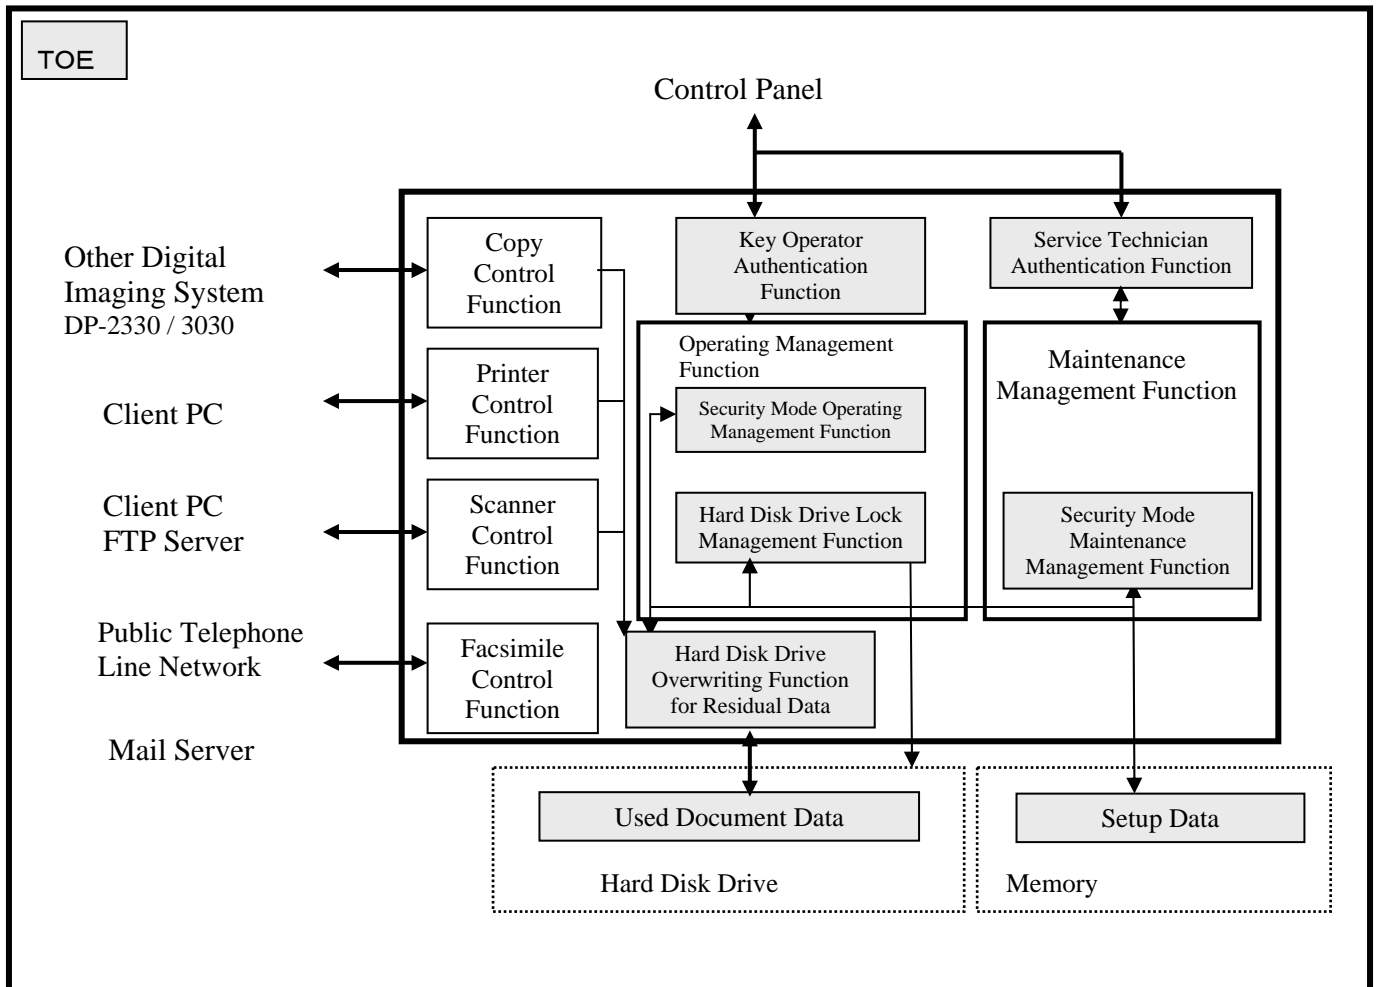 TOE
Control Panel
Other Digital
Imaging System
DP-2330 / 3030
Client PC
Client PC
FTP Server
Public Telephone
Line Network
Mail Server
Copy
Control
Function
Printer
Control
Function
Scanner
Control
Function
Facsimile
Control
Function
Key Operator
Authentication
Function
Operating Management
Function
Security Mode Operating
Management Function
Hard Disk Drive Lock
Management Function
Hard Disk Drive
Overwriting Function
for Residual Data
Service Technician
Authentication Function
Maintenance
Management Function
Security Mode
Maintenance
Management Function
Used Document Data
Hard Disk Drive
Setup Data
Memory